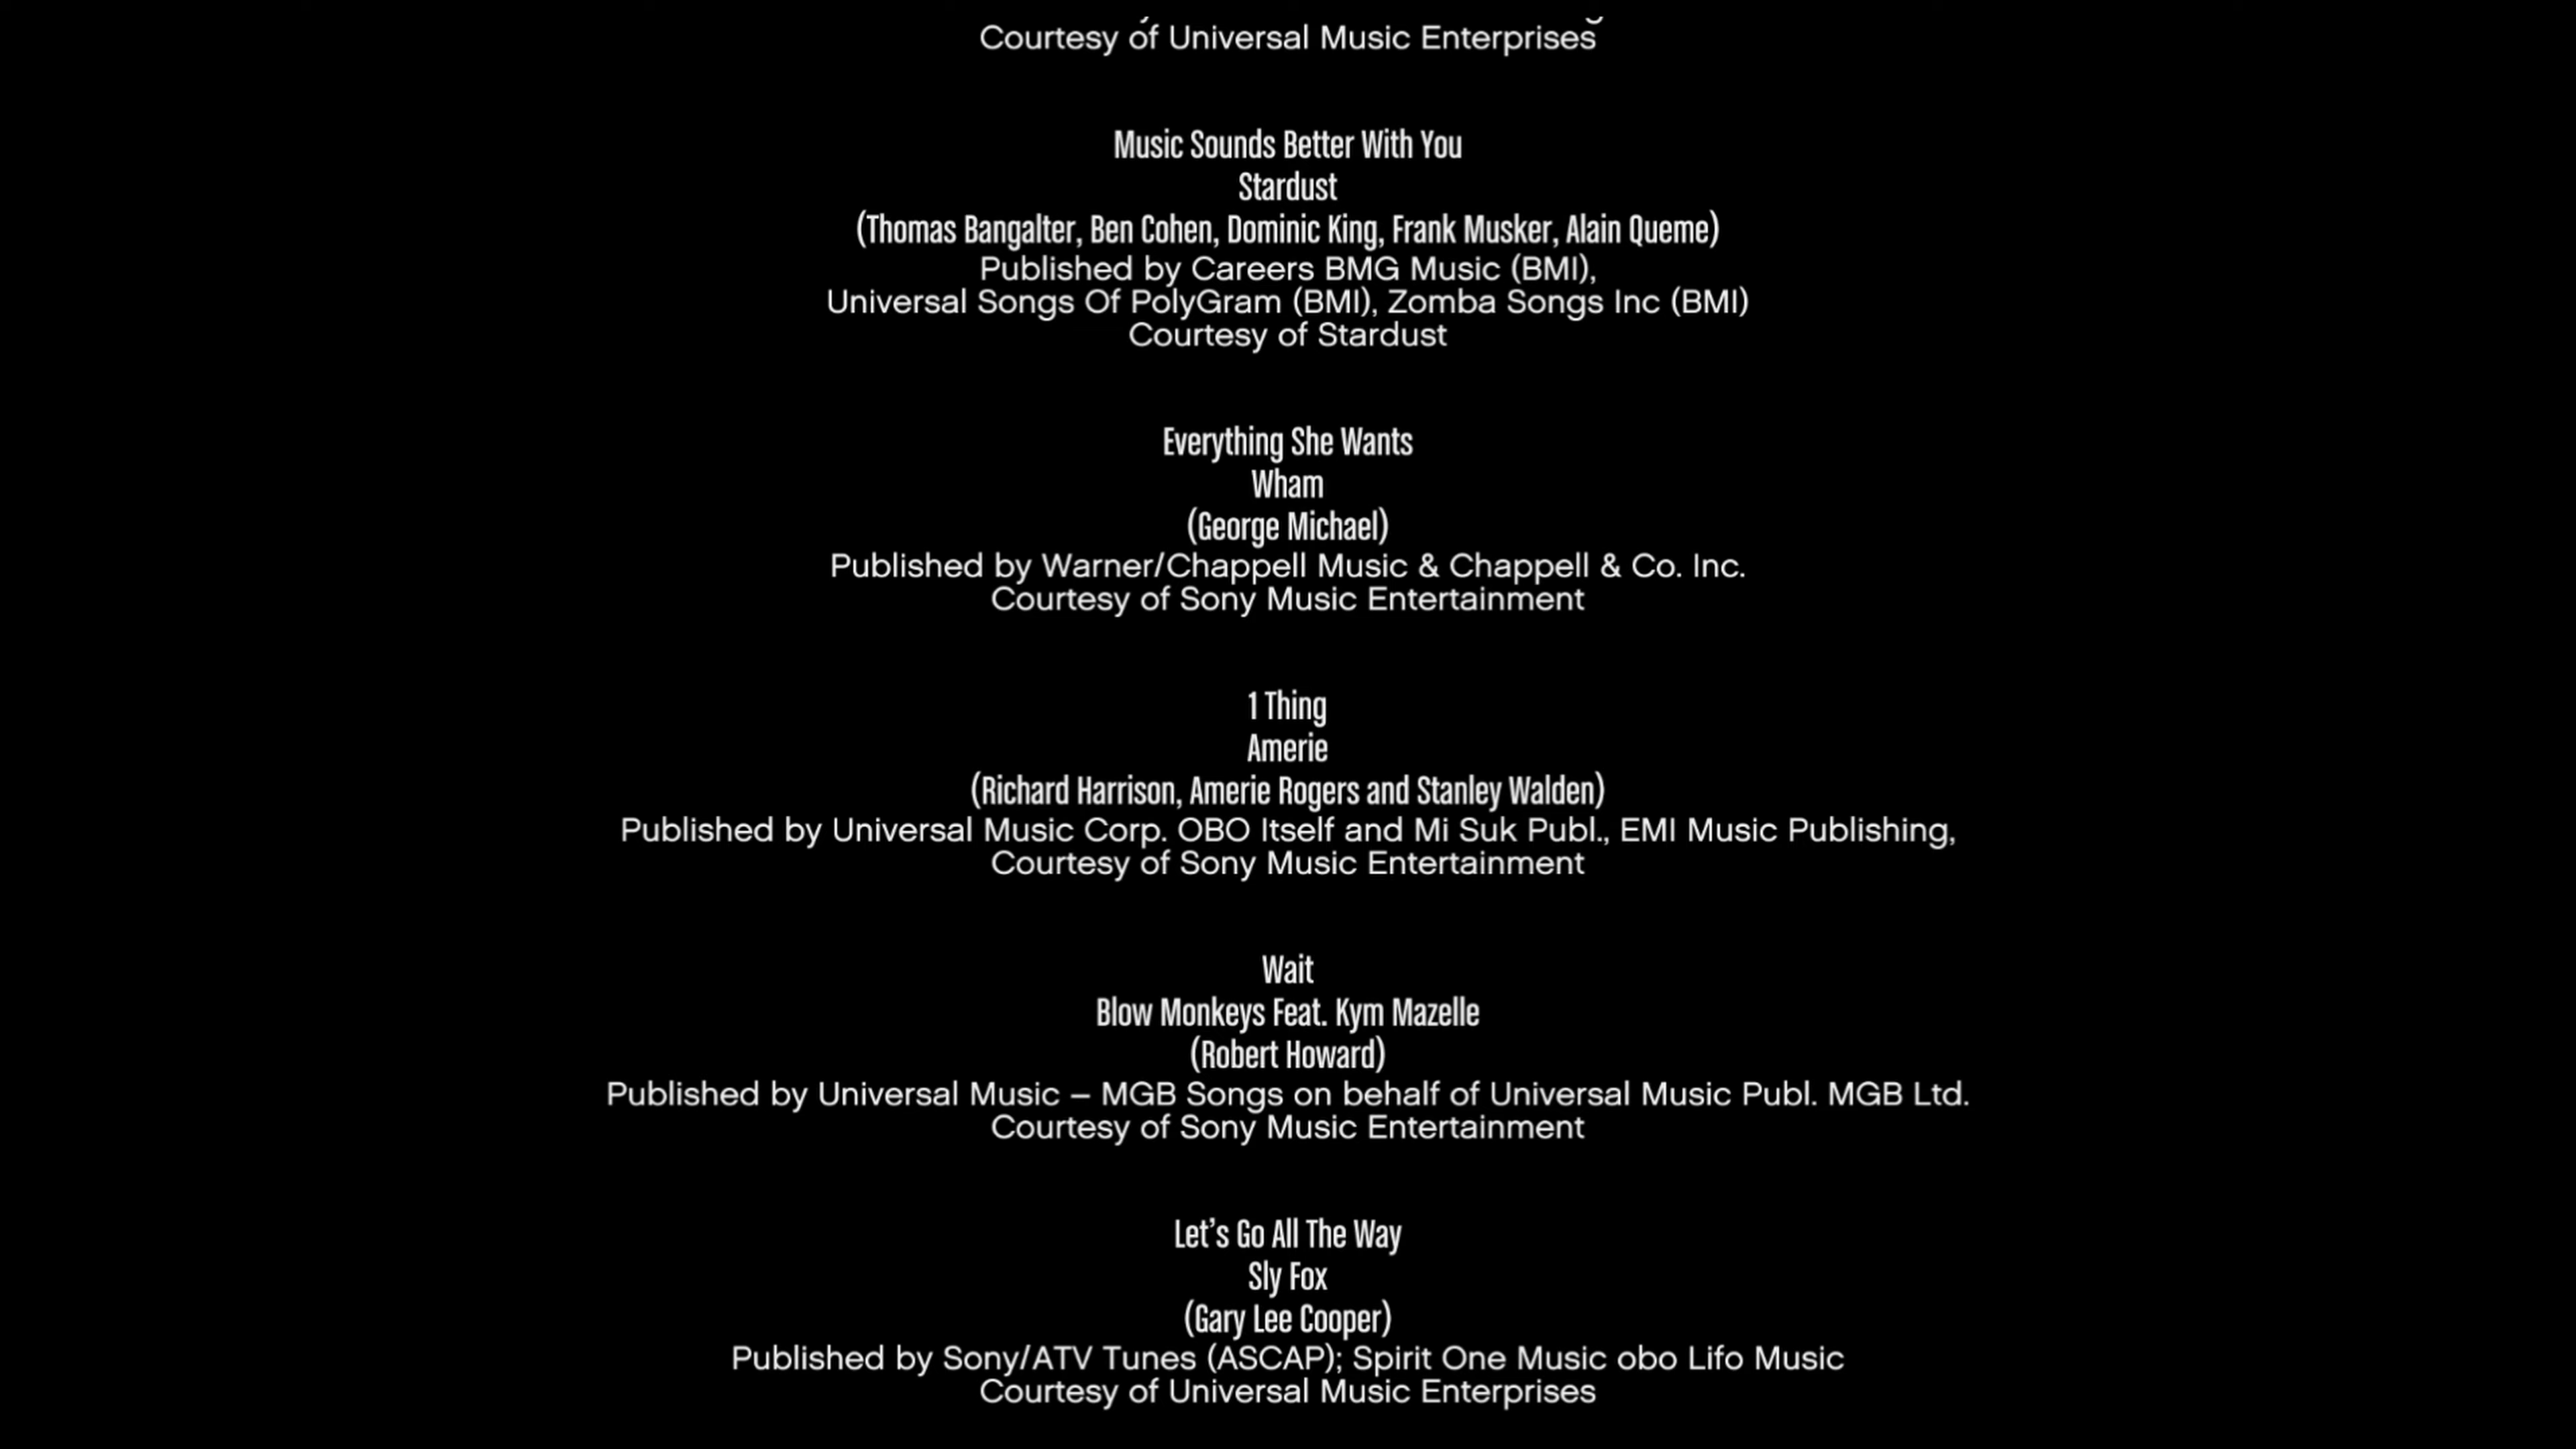 Courtesy of Universal Music Enterprises
Music Sounds Better With You
Stardust
(Thomas Bangalter, Ben Cohen, Dominic King, Frank Musker, Alain Queme)
Published by Careers BMG Music (BMI),
Universal Songs Of PolyGram (BMI), Zomba Songs Inc (BMI)
Courtesy of Stardust
Everything She Wants
Wham
(George Michael)
Published by Warner/Chappell Music & Chappell & Co. Inc.
Courtesy of Sony Music Entertainment
1 Thing
Amerie
(Richard Harrison, Amerie Rogers and Stanley Walden)
Published by Universal Music Corp. OBO Itself and Mi Suk Publ., EMI Music Publishing,
Courtesy of Sony Music Entertainment
Wait
Blow Monkeys Feat. Kym Mazelle
(Robert Howard)
Published by Universal Music – MGB Songs on behalf of Universal Music Publ. MGB Ltd.
Courtesy of Sony Music Entertainment
Let’s Go All The Way
Sly Fox
(Gary Lee Cooper)
Published by Sony/ATV Tunes (ASCAP); Spirit One Music obo Lifo Music
Courtesy of Universal Music Enterprises